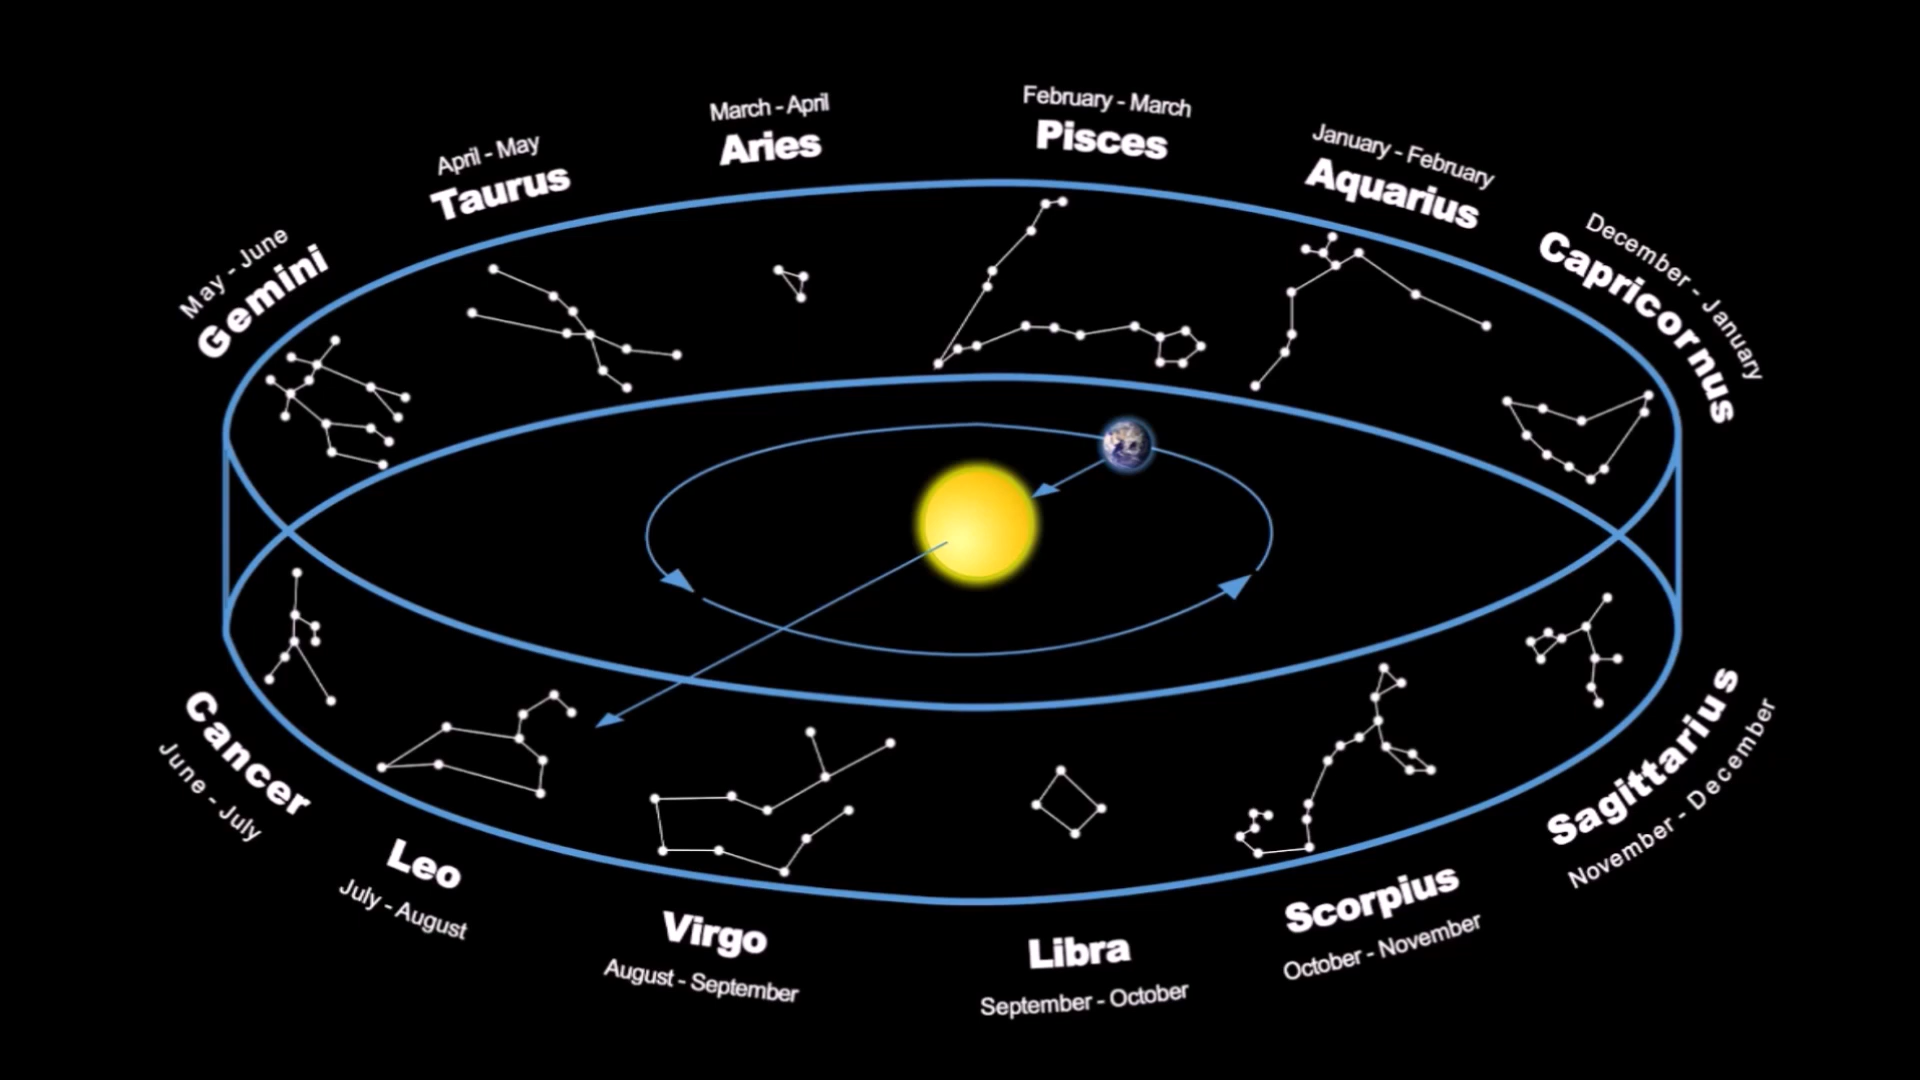 February - March
Pisces
March - April
Aries
January - February
Aquarius
April - May
Taurus
December - January
Capricornus
May - June
Gemini
Cancer
June - July
Sagittarius
November - December
Leo
July - August
Scorpius
October - November
Virgo
August - September
Libra
September - October